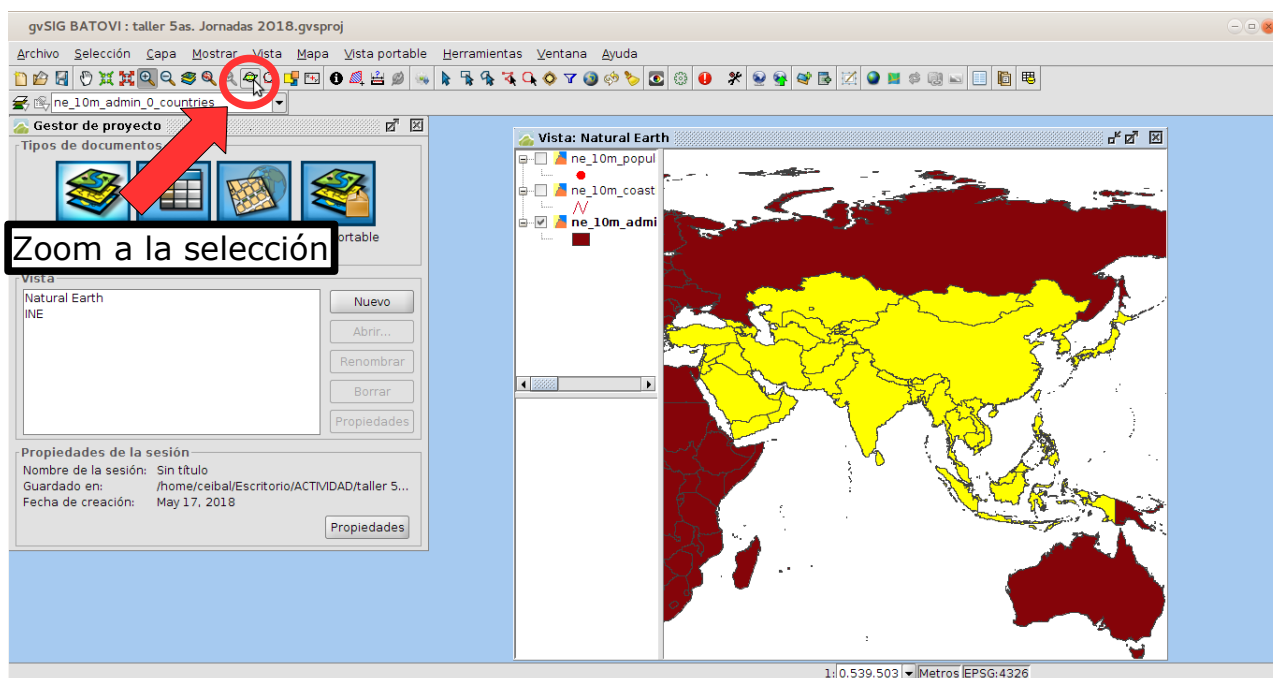 gvSIG BATOVI : taller 5as. Jornadas 2018.gvsproj
Archivo Selección Capa Mostrar Vista Mapa Vista portable Herramientas Ventana Ayuda
ne_10m_admin_0_countries
Gestor de proyecto
Tipos de documentos
ortable
Zoom a la selección
Vista
Natural Earth
INE
Nuevo
Abrir...
Renombrar
Borrar
Propiedades
Propiedades de la sesión
Nombre de la sesión: Sin título
Guardado en: /home/ceibal/Escritorio/ACTIVIDAD/taller 5...
Fecha de creación: May 17, 2018
Propiedades
Vista: Natural Earth
ne_10m_popul
ne_10m_coast
ne_10m_admi
1: 0.539.503 Metros EPSG:4326